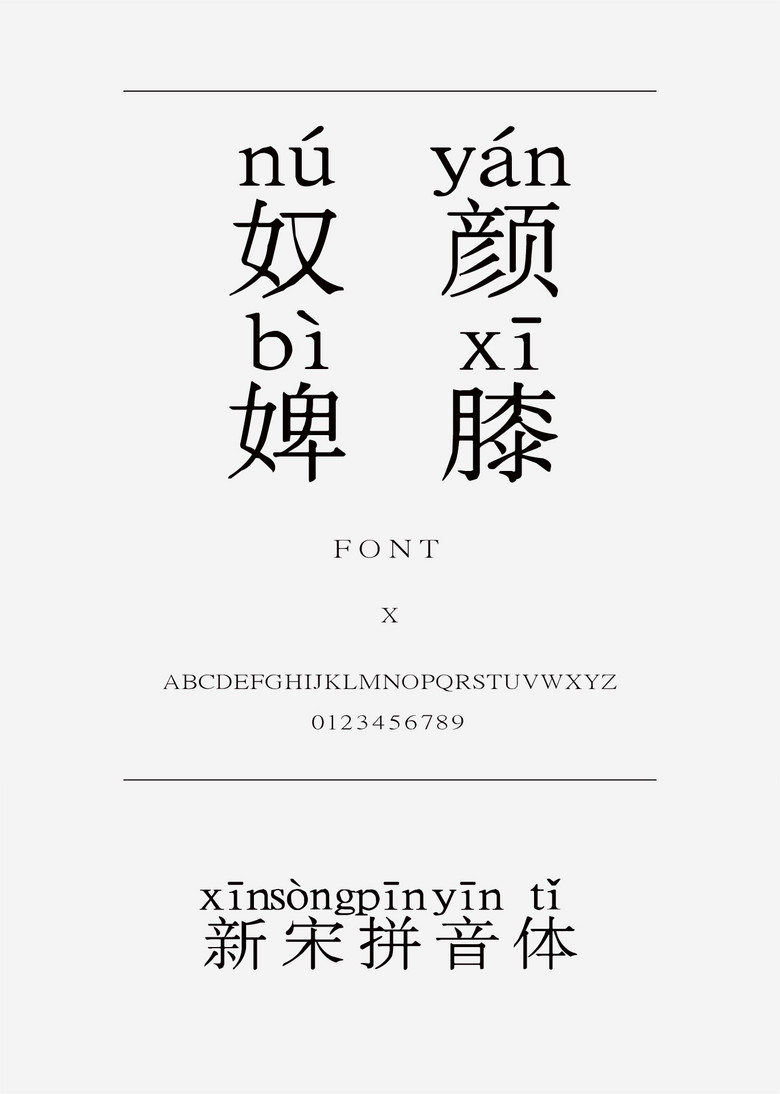 nú yán
奴 颜
bì xī
婢 膝
FONT
X
ABCDEFGHIJKLMNOPQRSTUVWXYZ
0123456789
xīnsòngpīnyīn tǐ
新宋拼音体